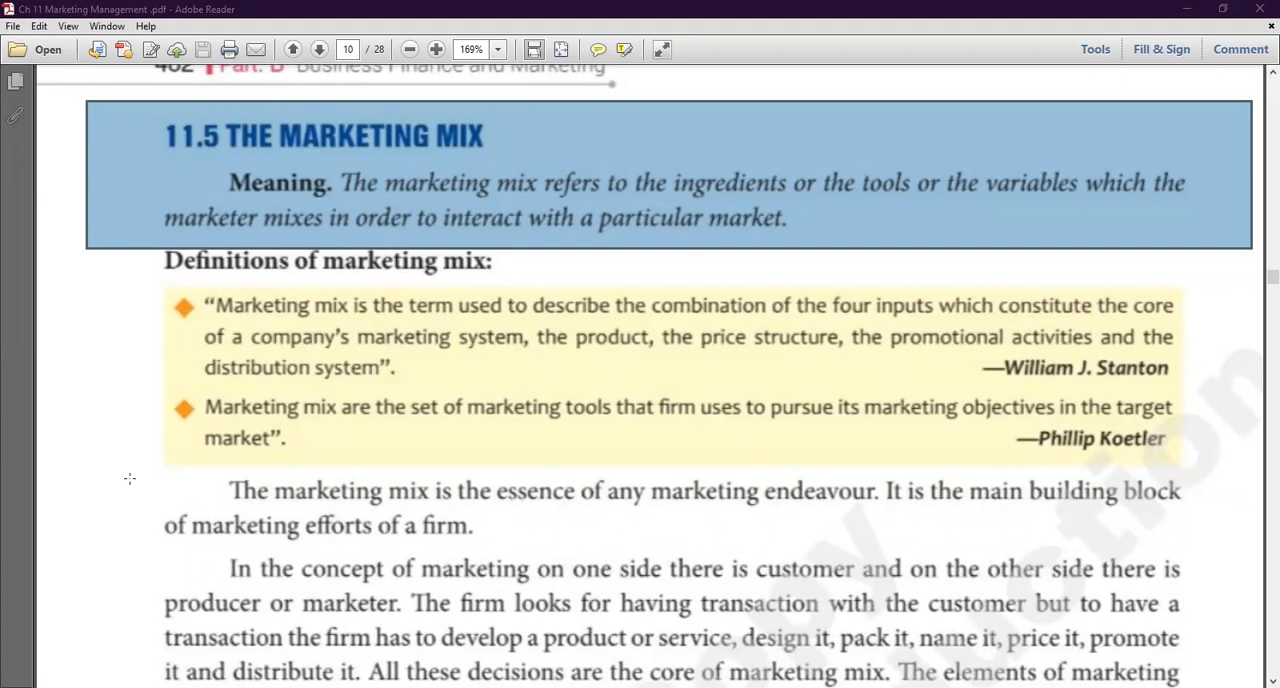 Ch 11 Marketing Management .pdf - Adobe Reader
File Edit View Window Help
Open 10 / 28 169% Tools Fill & Sign Comment
402 Part. B Business Finance and Marketing
11.5 THE MARKETING MIX
Meaning. The marketing mix refers to the ingredients or the tools or the variables which the
marketer mixes in order to interact with a particular market.
Definitions of marketing mix:
“Marketing mix is the term used to describe the combination of the four inputs which constitute the core
of a company’s marketing system, the product, the price structure, the promotional activities and the
distribution system”. —William J. Stanton
Marketing mix are the set of marketing tools that firm uses to pursue its marketing objectives in the target
market”. —Phillip Koetler
The marketing mix is the essence of any marketing endeavour. It is the main building block
of marketing efforts of a firm.
In the concept of marketing on one side there is customer and on the other side there is
producer or marketer. The firm looks for having transaction with the customer but to have a
transaction the firm has to develop a product or service, design it, pack it, name it, price it, promote
it and distribute it. All these decisions are the core of marketing mix. The elements of marketing